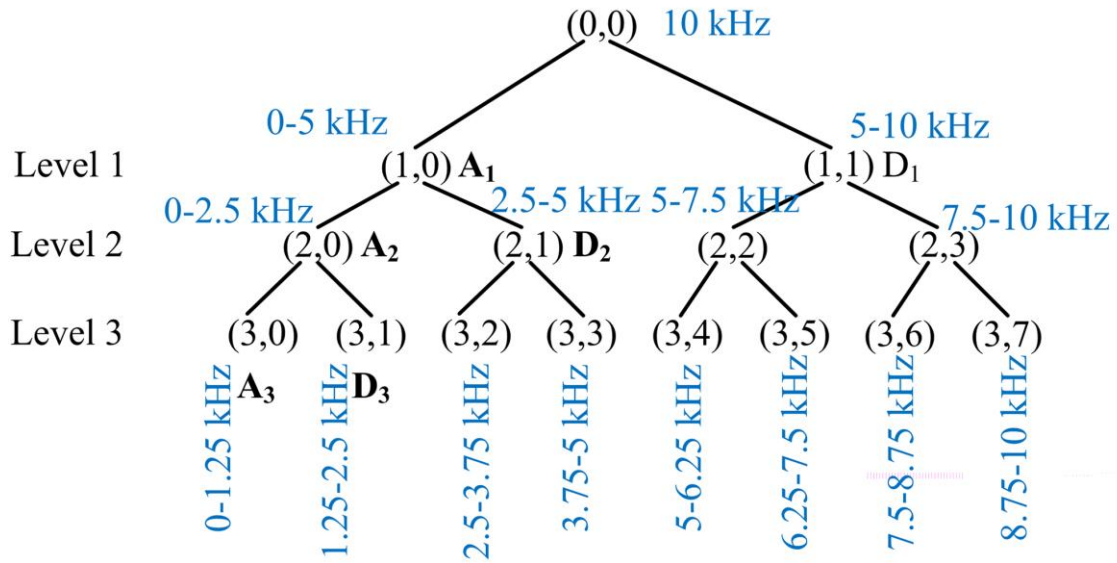 (0,0) 10 kHz
0-5 kHz 5-10 kHz
Level 1 (1,0) A₁ (1,1) D₁
0-2.5 kHz 2.5-5 kHz 5-7.5 kHz 7.5-10 kHz
Level 2 (2,0) A₂ (2,1) D₂ (2,2) (2,3)
Level 3 (3,0) (3,1) (3,2) (3,3) (3,4) (3,5) (3,6) (3,7)
A₃ D₃
0-1.25 kHz
1.25-2.5 kHz
2.5-3.75 kHz
3.75-5 kHz
5-6.25 kHz
6.25-7.5 kHz
7.5-8.75 kHz
8.75-10 kHz